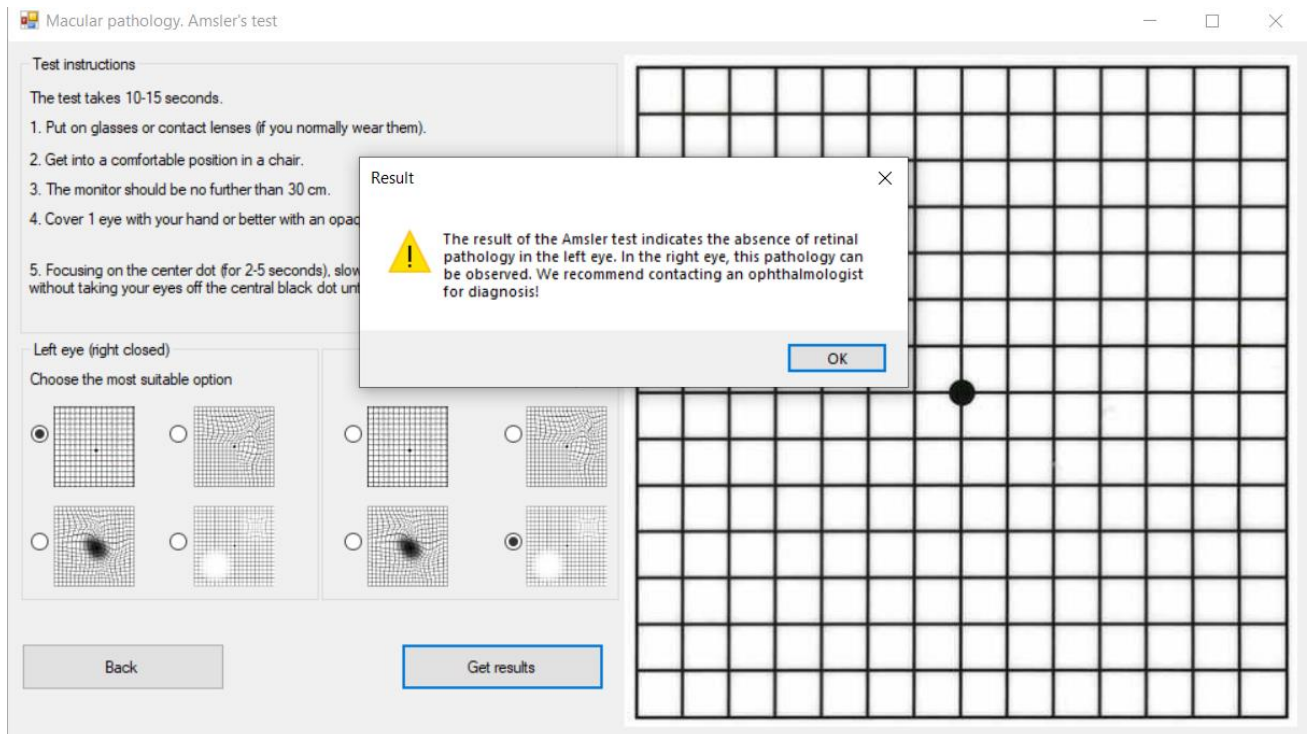 Macular pathology. Amsler's test
Test instructions
The test takes 10-15 seconds.
1. Put on glasses or contact lenses (if you normally wear them).
2. Get into a comfortable position in a chair.
3. The monitor should be no further than 30 cm.
4. Cover 1 eye with your hand or better with an opaq
5. Focusing on the center dot (for 2-5 seconds), slow
without taking your eyes off the central black dot unt
Result
The result of the Amsler test indicates the absence of retinal
pathology in the left eye. In the right eye, this pathology can
be observed. We recommend contacting an ophthalmologist
for diagnosis!
OK
Left eye (right closed)
Choose the most suitable option
Back
Get results